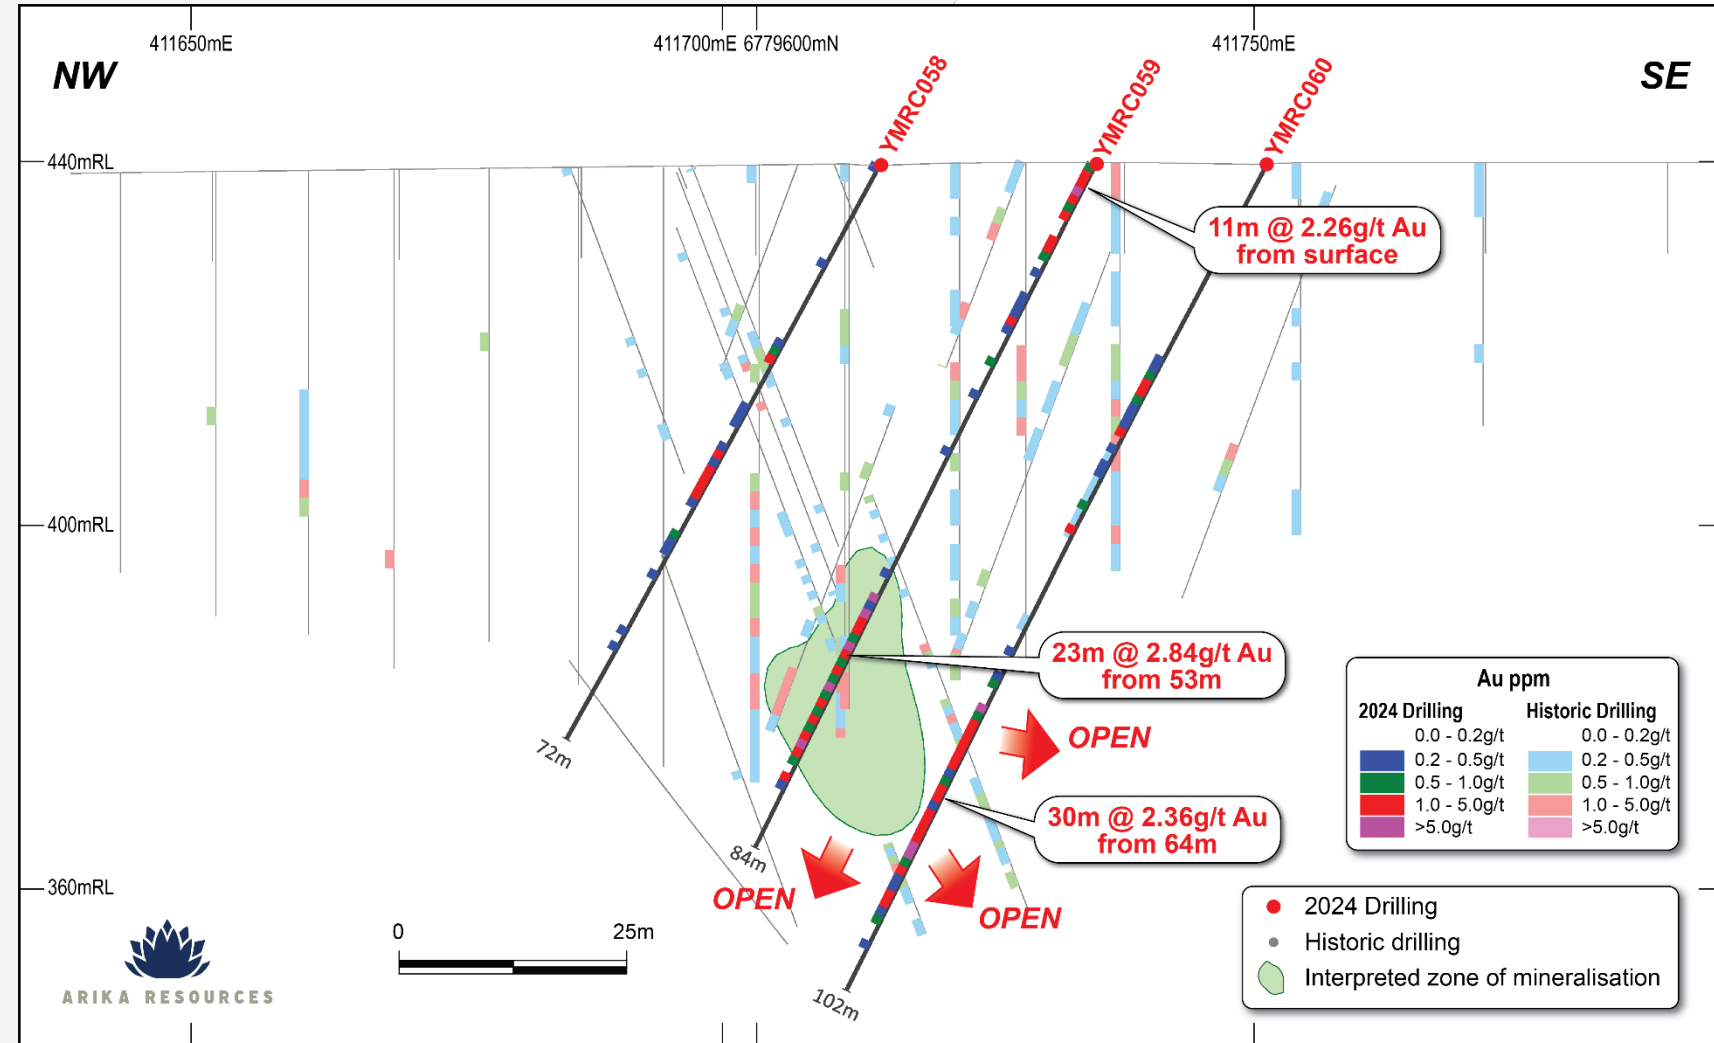 411650mE
411700mE 6779600mN
411750mE
NW
SE
YMRC058
YMRC059
YMRC060
440mRL
400mRL
360mRL
11m @ 2.26g/t Au
from surface
23m @ 2.84g/t Au
from 53m
OPEN
30m @ 2.36g/t Au
from 64m
OPEN
OPEN
72m
84m
102m
Au ppm
2024 Drilling
0.0 - 0.2g/t
0.2 - 0.5g/t
0.5 - 1.0g/t
1.0 - 5.0g/t
>5.0g/t
Historic Drilling
0.0 - 0.2g/t
0.2 - 0.5g/t
0.5 - 1.0g/t
1.0 - 5.0g/t
>5.0g/t
2024 Drilling
Historic drilling
Interpreted zone of mineralisation
0 25m
ARIKA RESOURCES